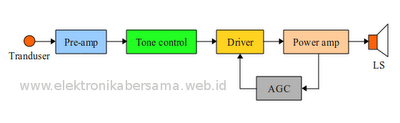 Tranduser
Pre-amp
Tone control
Driver
Power amp
LS
AGC
www.elektronikabersama.web.id